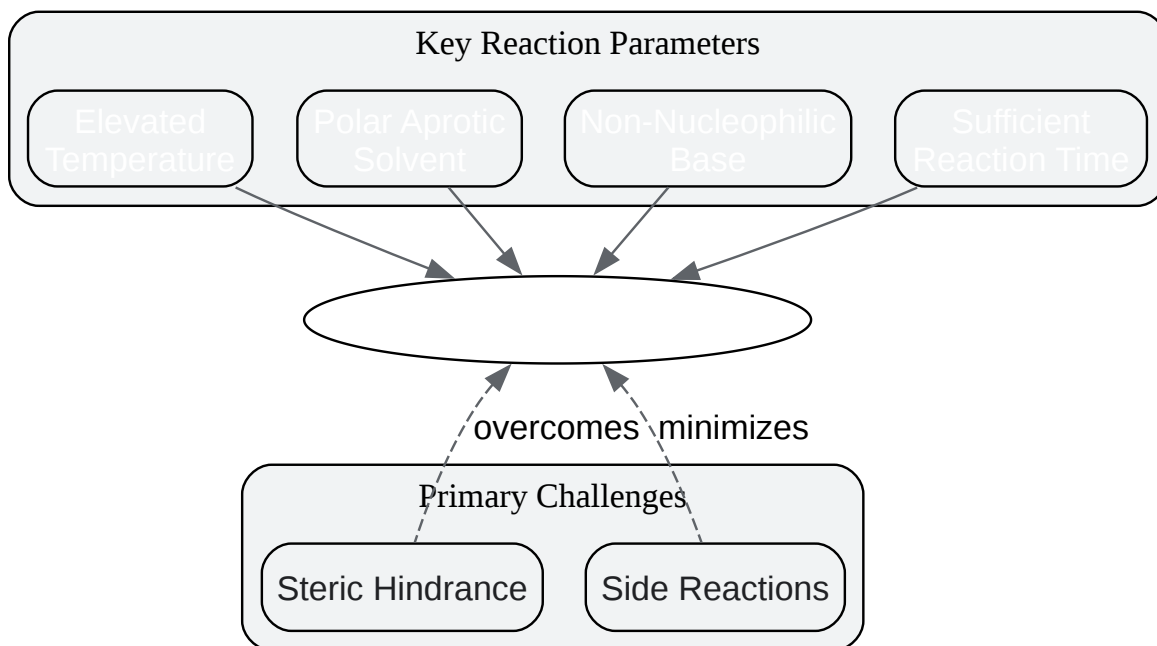 Key Reaction Parameters
Elevated
Temperature
Polar Aprotic
Solvent
Non-Nucleophilic
Base
Sufficient
Reaction Time
overcomes
minimizes
Primary Challenges
Steric Hindrance
Side Reactions